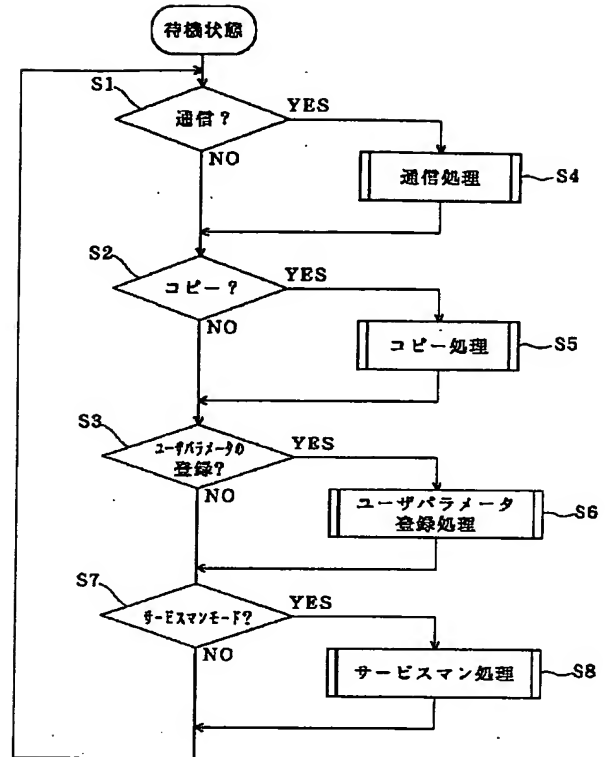 待機状態
S1
通信?
YES
NO
通信処理
S4
S2
コピー?
YES
NO
コピー処理
S5
S3
ユーザパラメータの
登録?
YES
NO
ユーザパラメータ
登録処理
S6
S7
サービスマンモード?
YES
NO
サービスマン処理
S8